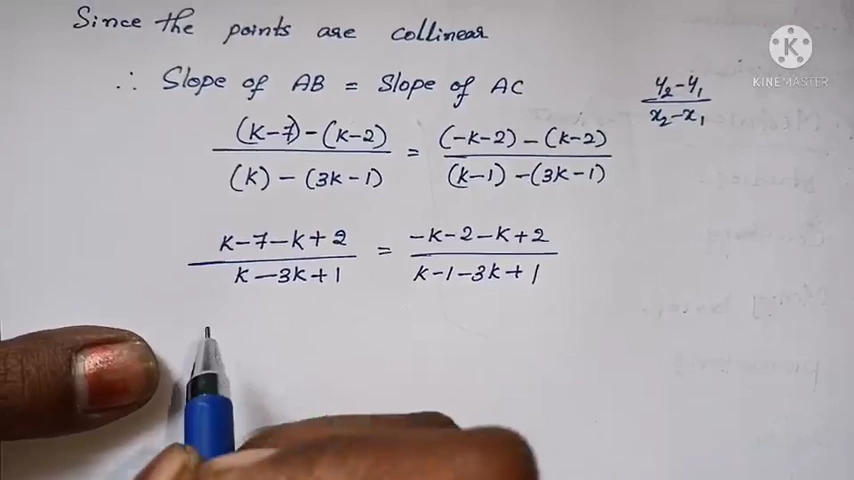 Since the points are collinear
∴ Slope of AB = Slope of AC
y₂-y₁ / x₂-x₁
(k-7)-(k-2) / (k)-(3k-1) = (-k-2)-(k-2) / (k-1)-(3k-1)
k-7-k+2 / k-3k+1 = -k-2-k+2 / k-1-3k+1
K
KINEMASTER